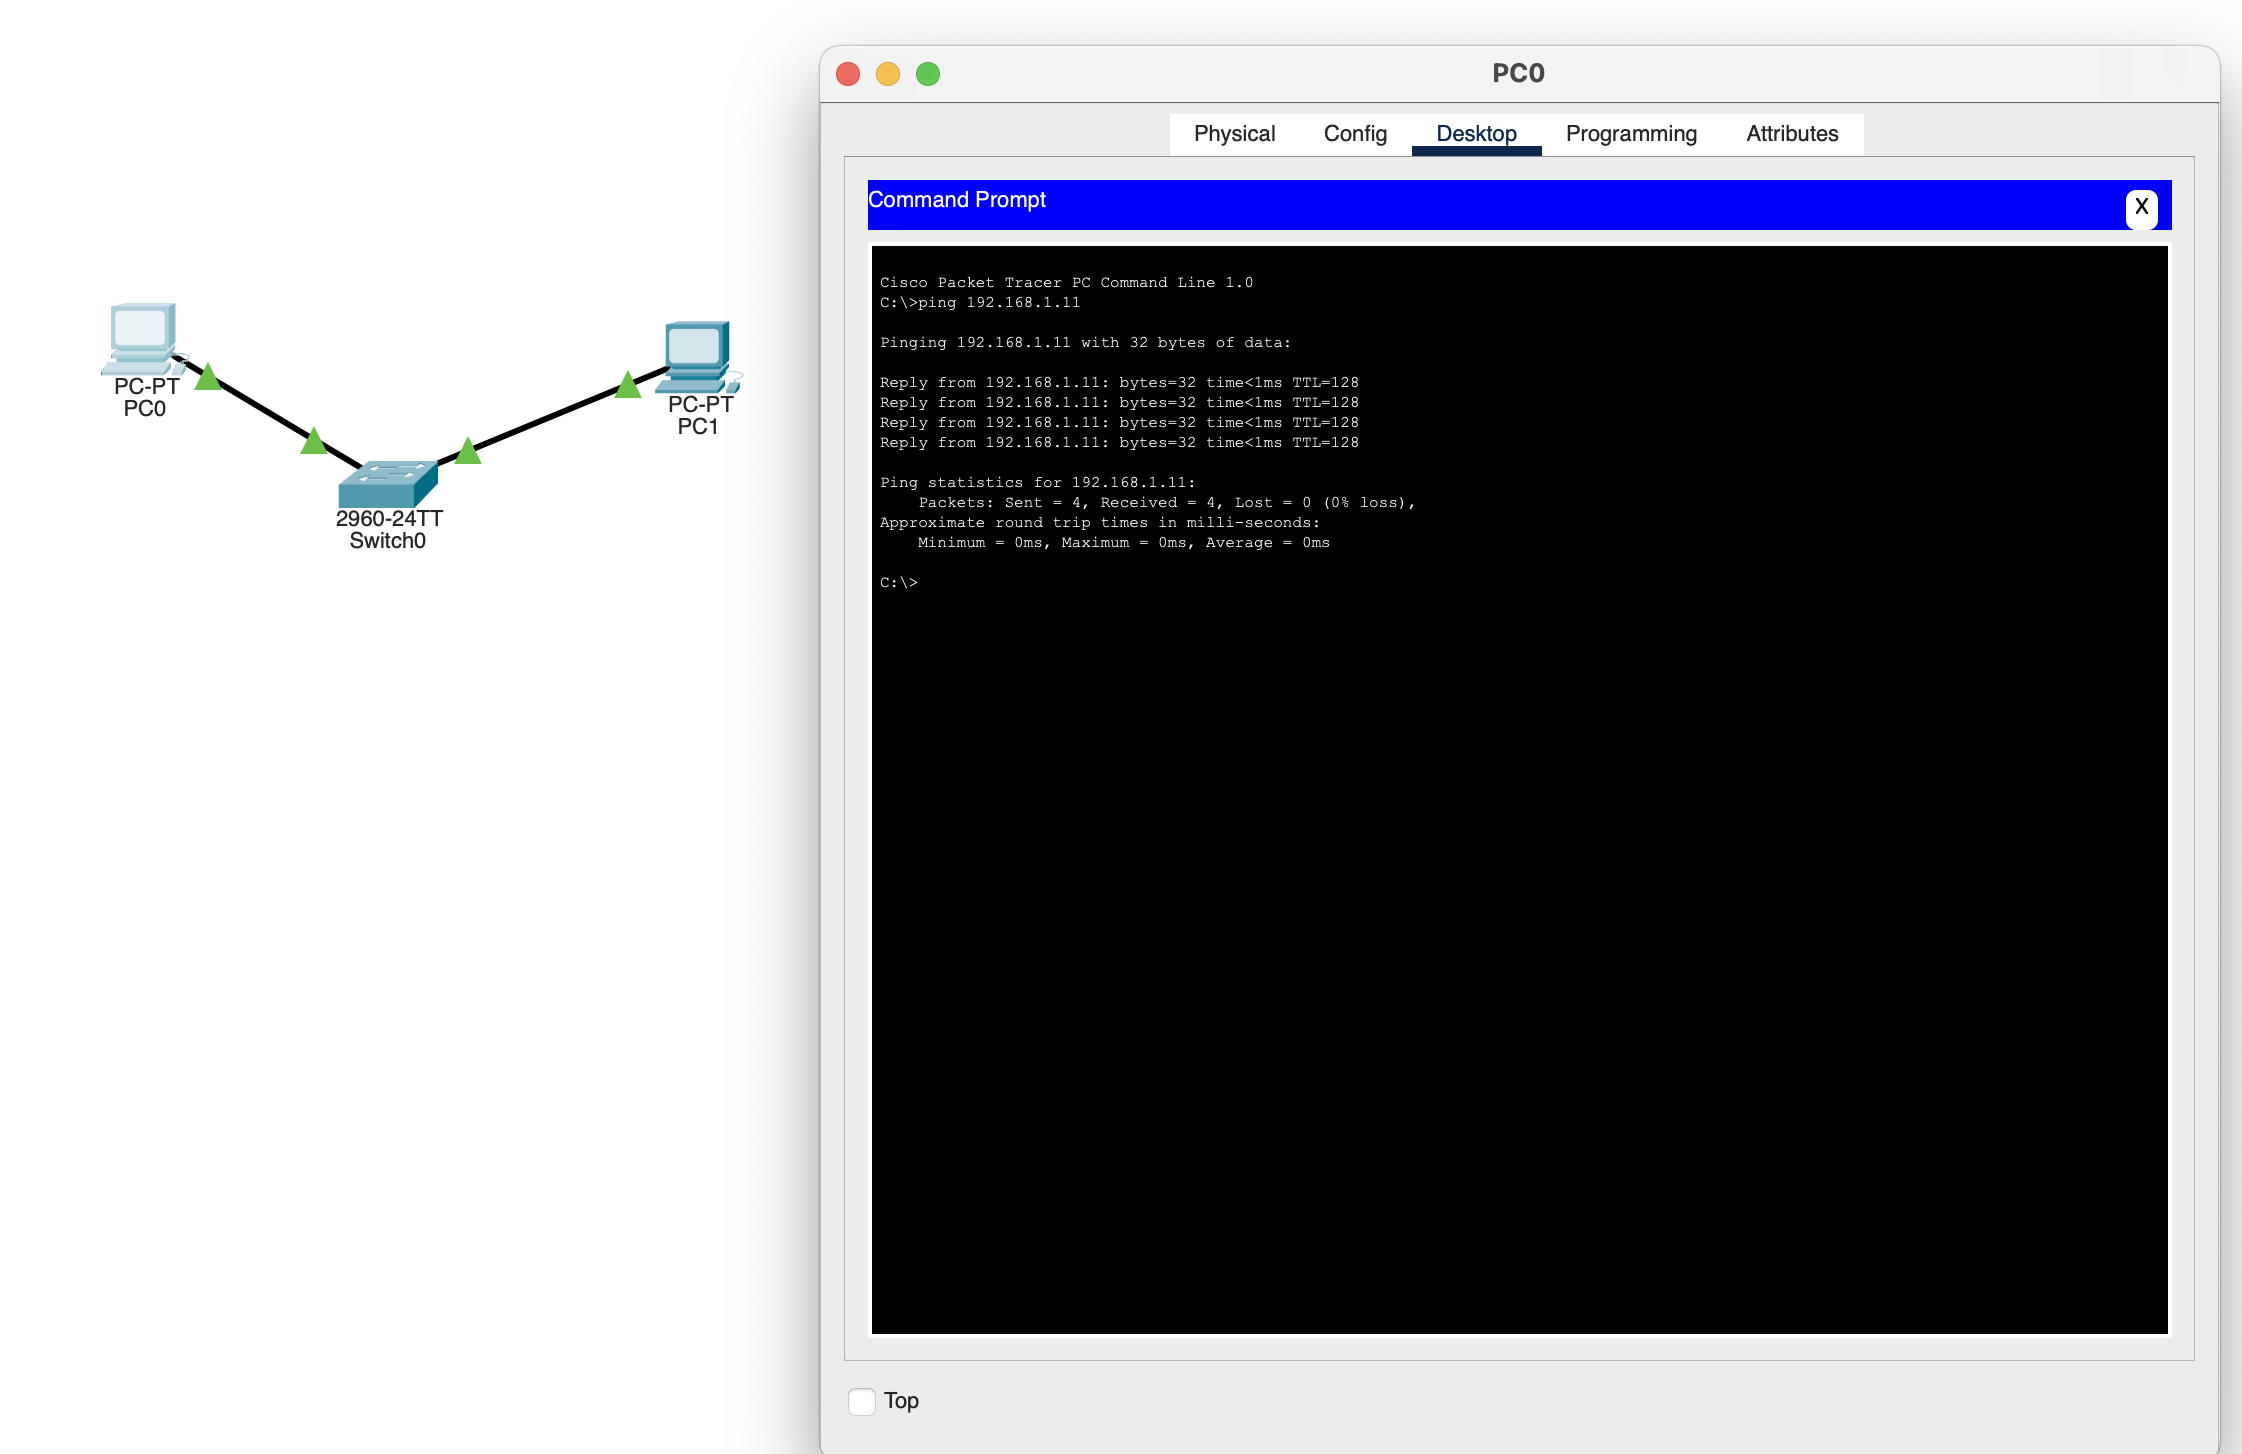 PC0
Physical
Config
Desktop
Programming
Attributes
Command Prompt
X
Cisco Packet Tracer PC Command Line 1.0
C:\>ping 192.168.1.11
Pinging 192.168.1.11 with 32 bytes of data:
Reply from 192.168.1.11: bytes=32 time<1ms TTL=128
Reply from 192.168.1.11: bytes=32 time<1ms TTL=128
Reply from 192.168.1.11: bytes=32 time<1ms TTL=128
Reply from 192.168.1.11: bytes=32 time<1ms TTL=128
Ping statistics for 192.168.1.11:
Packets: Sent = 4, Received = 4, Lost = 0 (0% loss),
Approximate round trip times in milli-seconds:
Minimum = 0ms, Maximum = 0ms, Average = 0ms
C:\>
Top
PC-PT
PC0
PC-PT
PC1
2960-24TT
Switch0